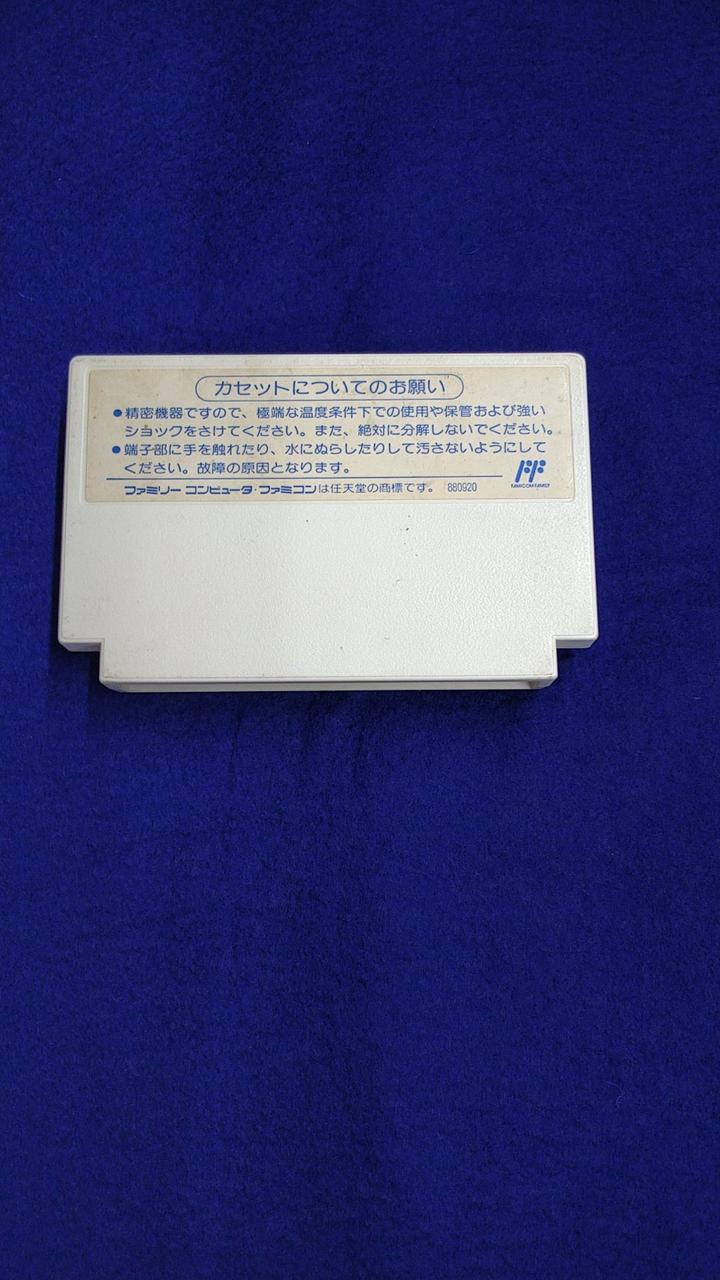 カセットについてのお願い
●精密機器ですので、極端な温度条件下での使用や保管および強い
ショックをさけてください。また、絶対に分解しないでください。
●端子部に手を触れたり、水にぬらしたりして汚さないようにして
ください。故障の原因となります。
FF
FAMICOM FAMILY
ファミリーコンピュータ・ファミコンは任天堂の商標です。 880920